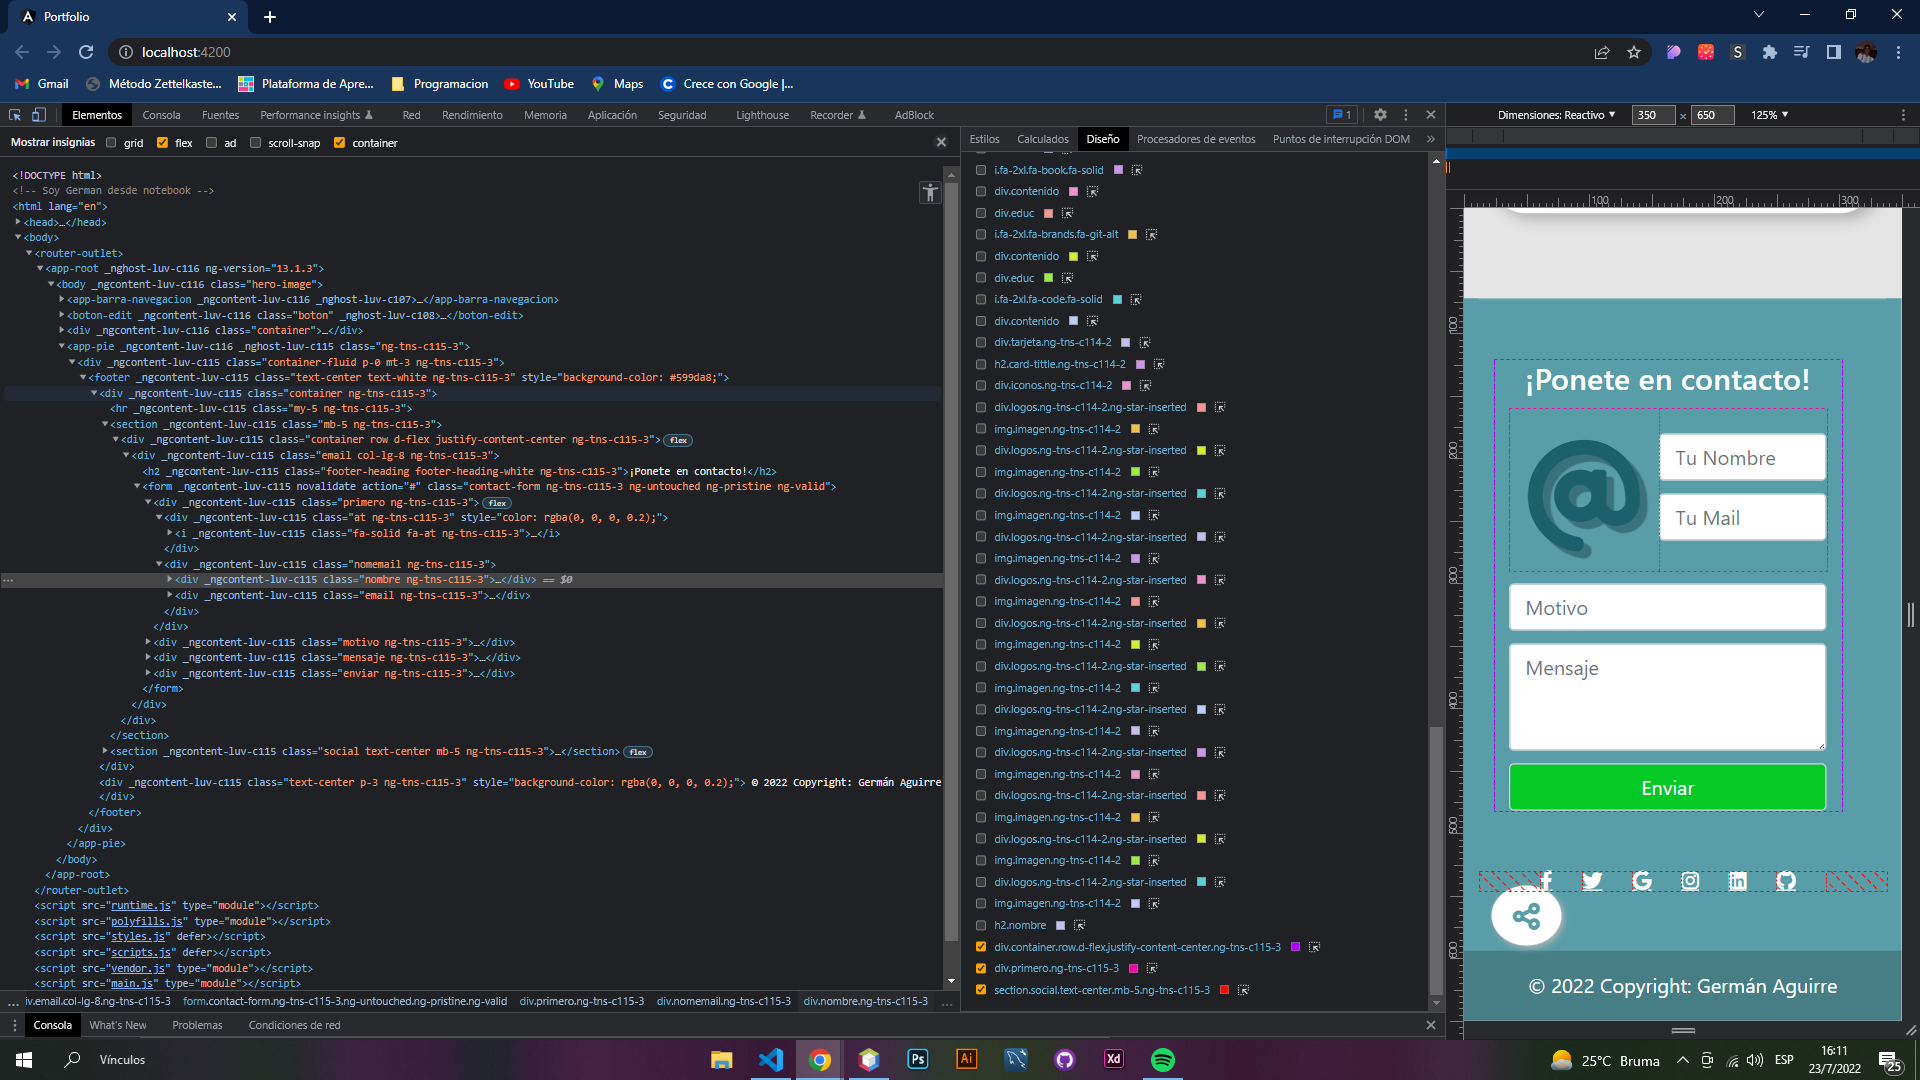 Portfolio
localhost:4200
Gmail
Método Zettelkaste...
Plataforma de Apre...
Programacion
YouTube
Maps
Crece con Google |...
Elementos
Consola
Fuentes
Performance insights
Red
Rendimiento
Memoria
Aplicación
Seguridad
Lighthouse
Recorder
AdBlock
1
Mostrar insignias
grid
flex
ad
scroll-snap
container
<!DOCTYPE html>
<!-- Soy German desde notebook -->
<html lang="en">
<head>…</head>
<body>
<router-outlet>
<app-root _nghost-luv-c116 ng-version="13.1.3">
<body _ngcontent-luv-c116 class="hero-image">
<app-barra-navegacion _ngcontent-luv-c116 _nghost-luv-c107>…</app-barra-navegacion>
<boton-edit _ngcontent-luv-c116 class="boton" _nghost-luv-c108>…</boton-edit>
<div _ngcontent-luv-c116 class="container">…</div>
<app-pie _ngcontent-luv-c116 _nghost-luv-c115 class="ng-tns-c115-3">
<div _ngcontent-luv-c115 class="container-fluid p-0 mt-3 ng-tns-c115-3">
<footer _ngcontent-luv-c115 class="text-center text-white ng-tns-c115-3" style="background-color: #599da8;">
<div _ngcontent-luv-c115 class="container ng-tns-c115-3">
<hr _ngcontent-luv-c115 class="my-5 ng-tns-c115-3">
<section _ngcontent-luv-c115 class="mb-5 ng-tns-c115-3">
<div _ngcontent-luv-c115 class="container row d-flex justify-content-center ng-tns-c115-3"> flex
<div _ngcontent-luv-c115 class="email col-lg-8 ng-tns-c115-3">
<h2 _ngcontent-luv-c115 class="footer-heading footer-heading-white ng-tns-c115-3">¡Ponete en contacto!</h2>
<form _ngcontent-luv-c115 novalidate action="#" class="contact-form ng-tns-c115-3 ng-untouched ng-pristine ng-valid">
<div _ngcontent-luv-c115 class="primero ng-tns-c115-3"> flex
<div _ngcontent-luv-c115 class="at ng-tns-c115-3" style="color: rgba(0, 0, 0, 0.2);">
<i _ngcontent-luv-c115 class="fa-solid fa-at ng-tns-c115-3">…</i>
</div>
<div _ngcontent-luv-c115 class="nomemail ng-tns-c115-3">
<div _ngcontent-luv-c115 class="nombre ng-tns-c115-3">…</div> == $0
<div _ngcontent-luv-c115 class="email ng-tns-c115-3">…</div>
</div>
</div>
<div _ngcontent-luv-c115 class="motivo ng-tns-c115-3">…</div>
<div _ngcontent-luv-c115 class="mensaje ng-tns-c115-3">…</div>
<div _ngcontent-luv-c115 class="enviar ng-tns-c115-3">…</div>
</form>
</div>
</div>
</section>
<section _ngcontent-luv-c115 class="social text-center mb-5 ng-tns-c115-3">…</section> flex
</div>
<div _ngcontent-luv-c115 class="text-center p-3 ng-tns-c115-3" style="background-color: rgba(0, 0, 0, 0.2);"> © 2022 Copyright: Germán Aguirre
</div>
</footer>
</div>
</app-pie>
</body>
</app-root>
</router-outlet>
<script src="runtime.js" type="module"></script>
<script src="polyfills.js" type="module"></script>
<script src="styles.js" defer></script>
<script src="scripts.js" defer></script>
<script src="vendor.js" type="module"></script>
<script src="main.js" type="module"></script>
... iv.email.col-lg-8.ng-tns-c115-3
form.contact-form.ng-tns-c115-3.ng-untouched.ng-pristine.ng-valid
div.primero.ng-tns-c115-3
div.nomemail.ng-tns-c115-3
div.nombre.ng-tns-c115-3 ...
Consola
What's New
Problemas
Condiciones de red
Estilos
Calculados
Diseño
Procesadores de eventos
Puntos de interrupción DOM
i.fa-2xl.fa-book.fa-solid
div.contenido
div.educ
i.fa-2xl.fa-brands.fa-git-alt
div.contenido
div.educ
i.fa-2xl.fa-code.fa-solid
div.contenido
div.tarjeta.ng-tns-c114-2
h2.card-tittle.ng-tns-c114-2
div.iconos.ng-tns-c114-2
div.logos.ng-tns-c114-2.ng-star-inserted
img.imagen.ng-tns-c114-2
div.logos.ng-tns-c114-2.ng-star-inserted
img.imagen.ng-tns-c114-2
div.logos.ng-tns-c114-2.ng-star-inserted
img.imagen.ng-tns-c114-2
div.logos.ng-tns-c114-2.ng-star-inserted
img.imagen.ng-tns-c114-2
div.logos.ng-tns-c114-2.ng-star-inserted
img.imagen.ng-tns-c114-2
div.logos.ng-tns-c114-2.ng-star-inserted
img.imagen.ng-tns-c114-2
div.logos.ng-tns-c114-2.ng-star-inserted
img.imagen.ng-tns-c114-2
div.logos.ng-tns-c114-2.ng-star-inserted
img.imagen.ng-tns-c114-2
div.logos.ng-tns-c114-2.ng-star-inserted
img.imagen.ng-tns-c114-2
div.logos.ng-tns-c114-2.ng-star-inserted
img.imagen.ng-tns-c114-2
div.logos.ng-tns-c114-2.ng-star-inserted
img.imagen.ng-tns-c114-2
div.logos.ng-tns-c114-2.ng-star-inserted
img.imagen.ng-tns-c114-2
h2.nombre
div.container.row.d-flex.justify-content-center.ng-tns-c115-3
div.primero.ng-tns-c115-3
section.social.text-center.mb-5.ng-tns-c115-3
Dimensiones: Reactivo
350 × 650
125%
100 200 300
100
200
300
400
500
600
¡Ponete en contacto!
@
Tu Nombre
Tu Mail
Motivo
Mensaje
Enviar
© 2022 Copyright: Germán Aguirre
Vínculos
Ps
Ai
Xd
25°C Bruma
ESP
16:11
23/7/2022
25